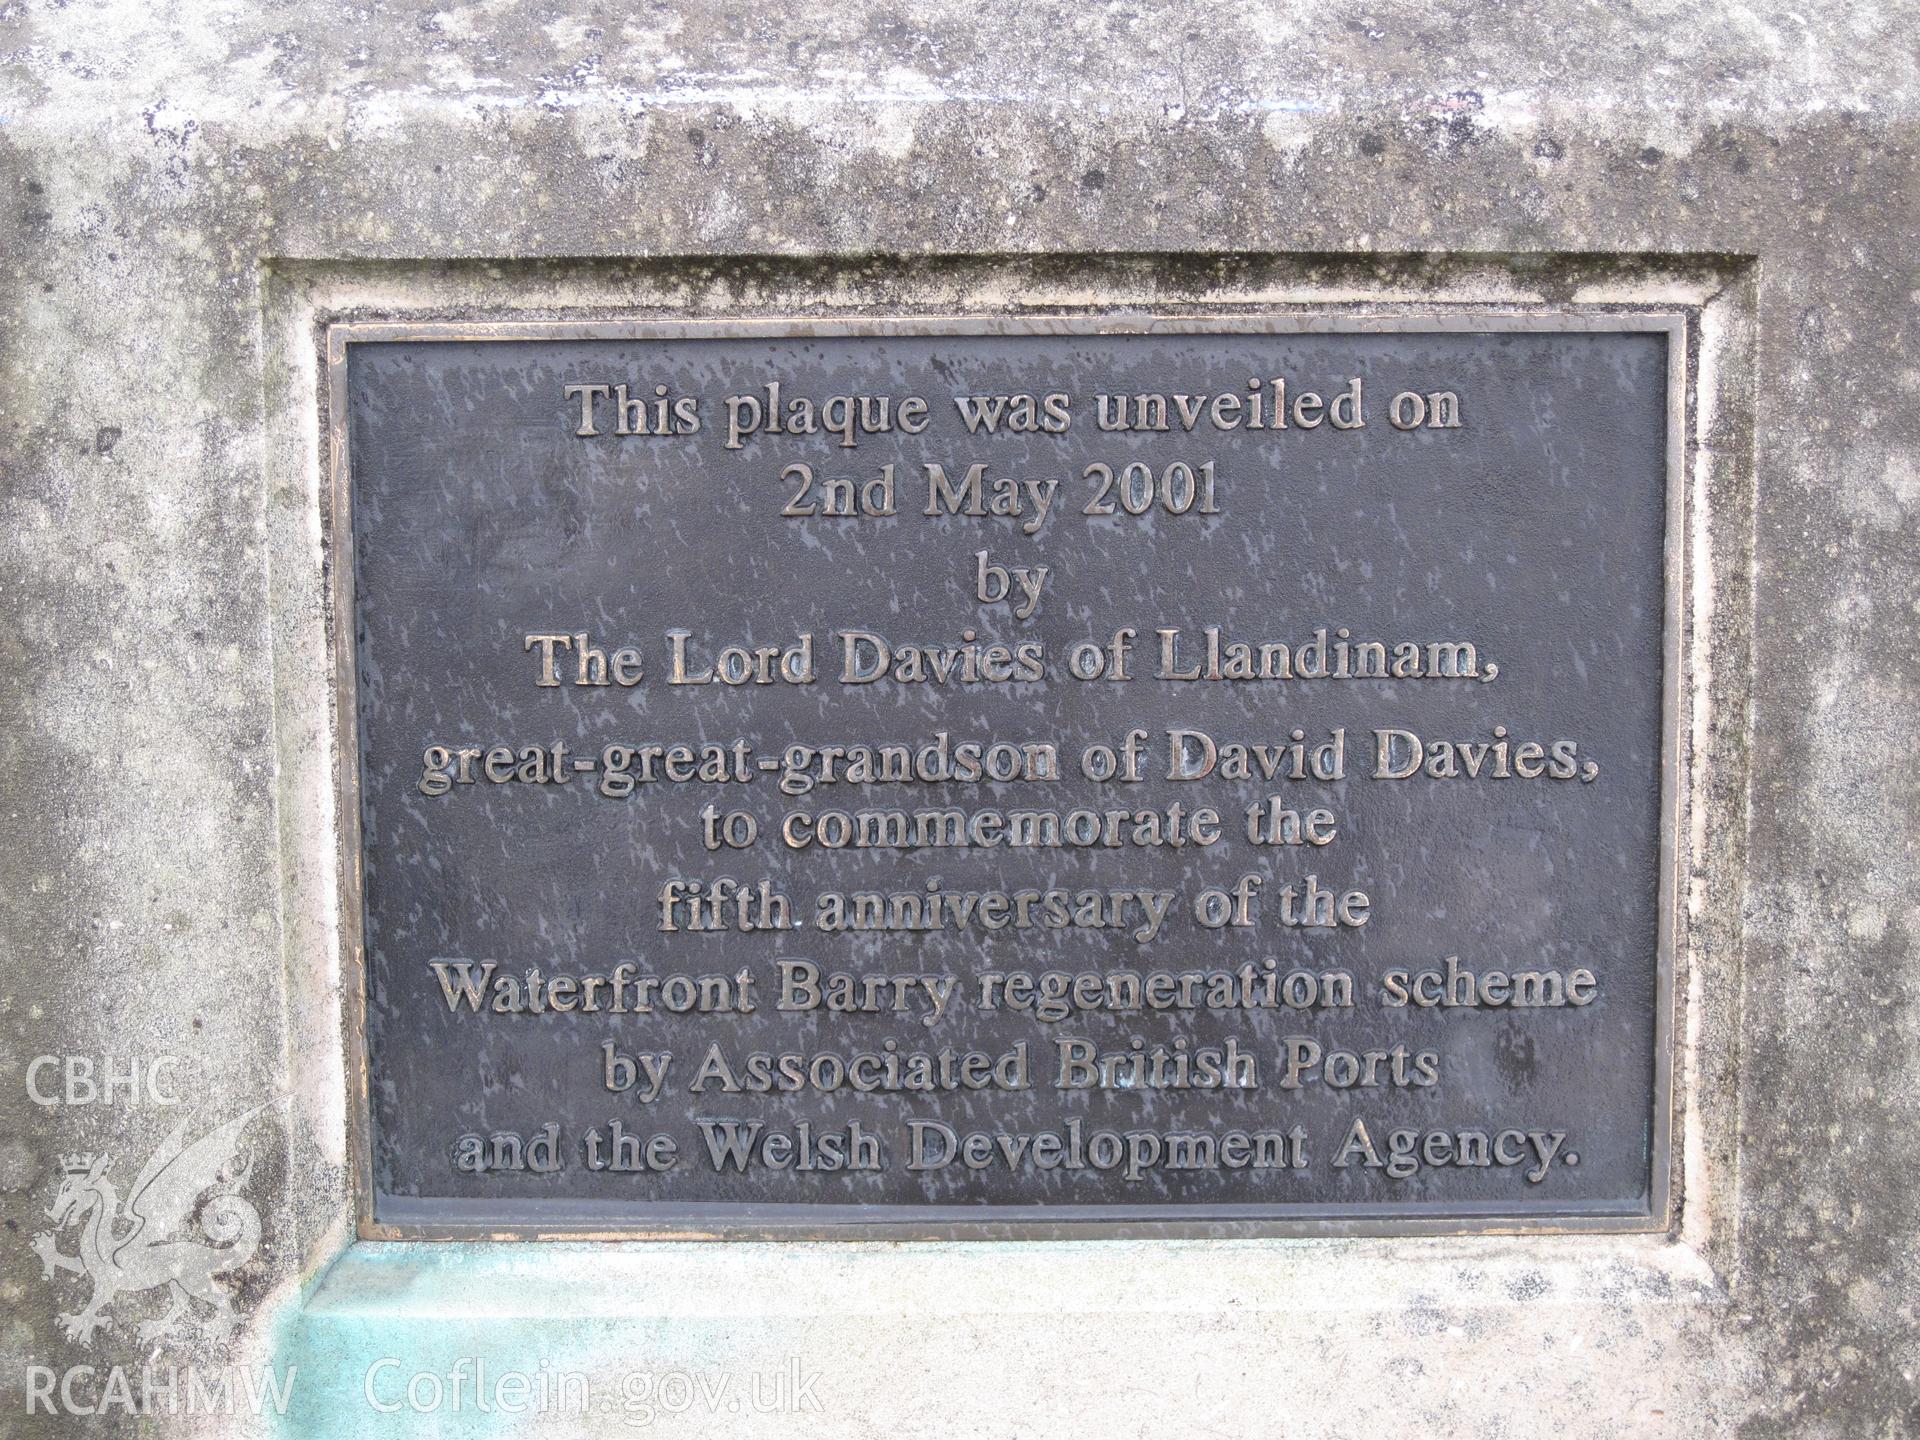 This plaque was unveiled on
2nd May 2001
by
The Lord Davies of Llandinam,
great-great-grandson of David Davies,
to commemorate the
fifth anniversary of the
Waterfront Barry regeneration scheme
by Associated British Ports
and the Welsh Development Agency.
CBHC
RCAHMW Coflein.gov.uk